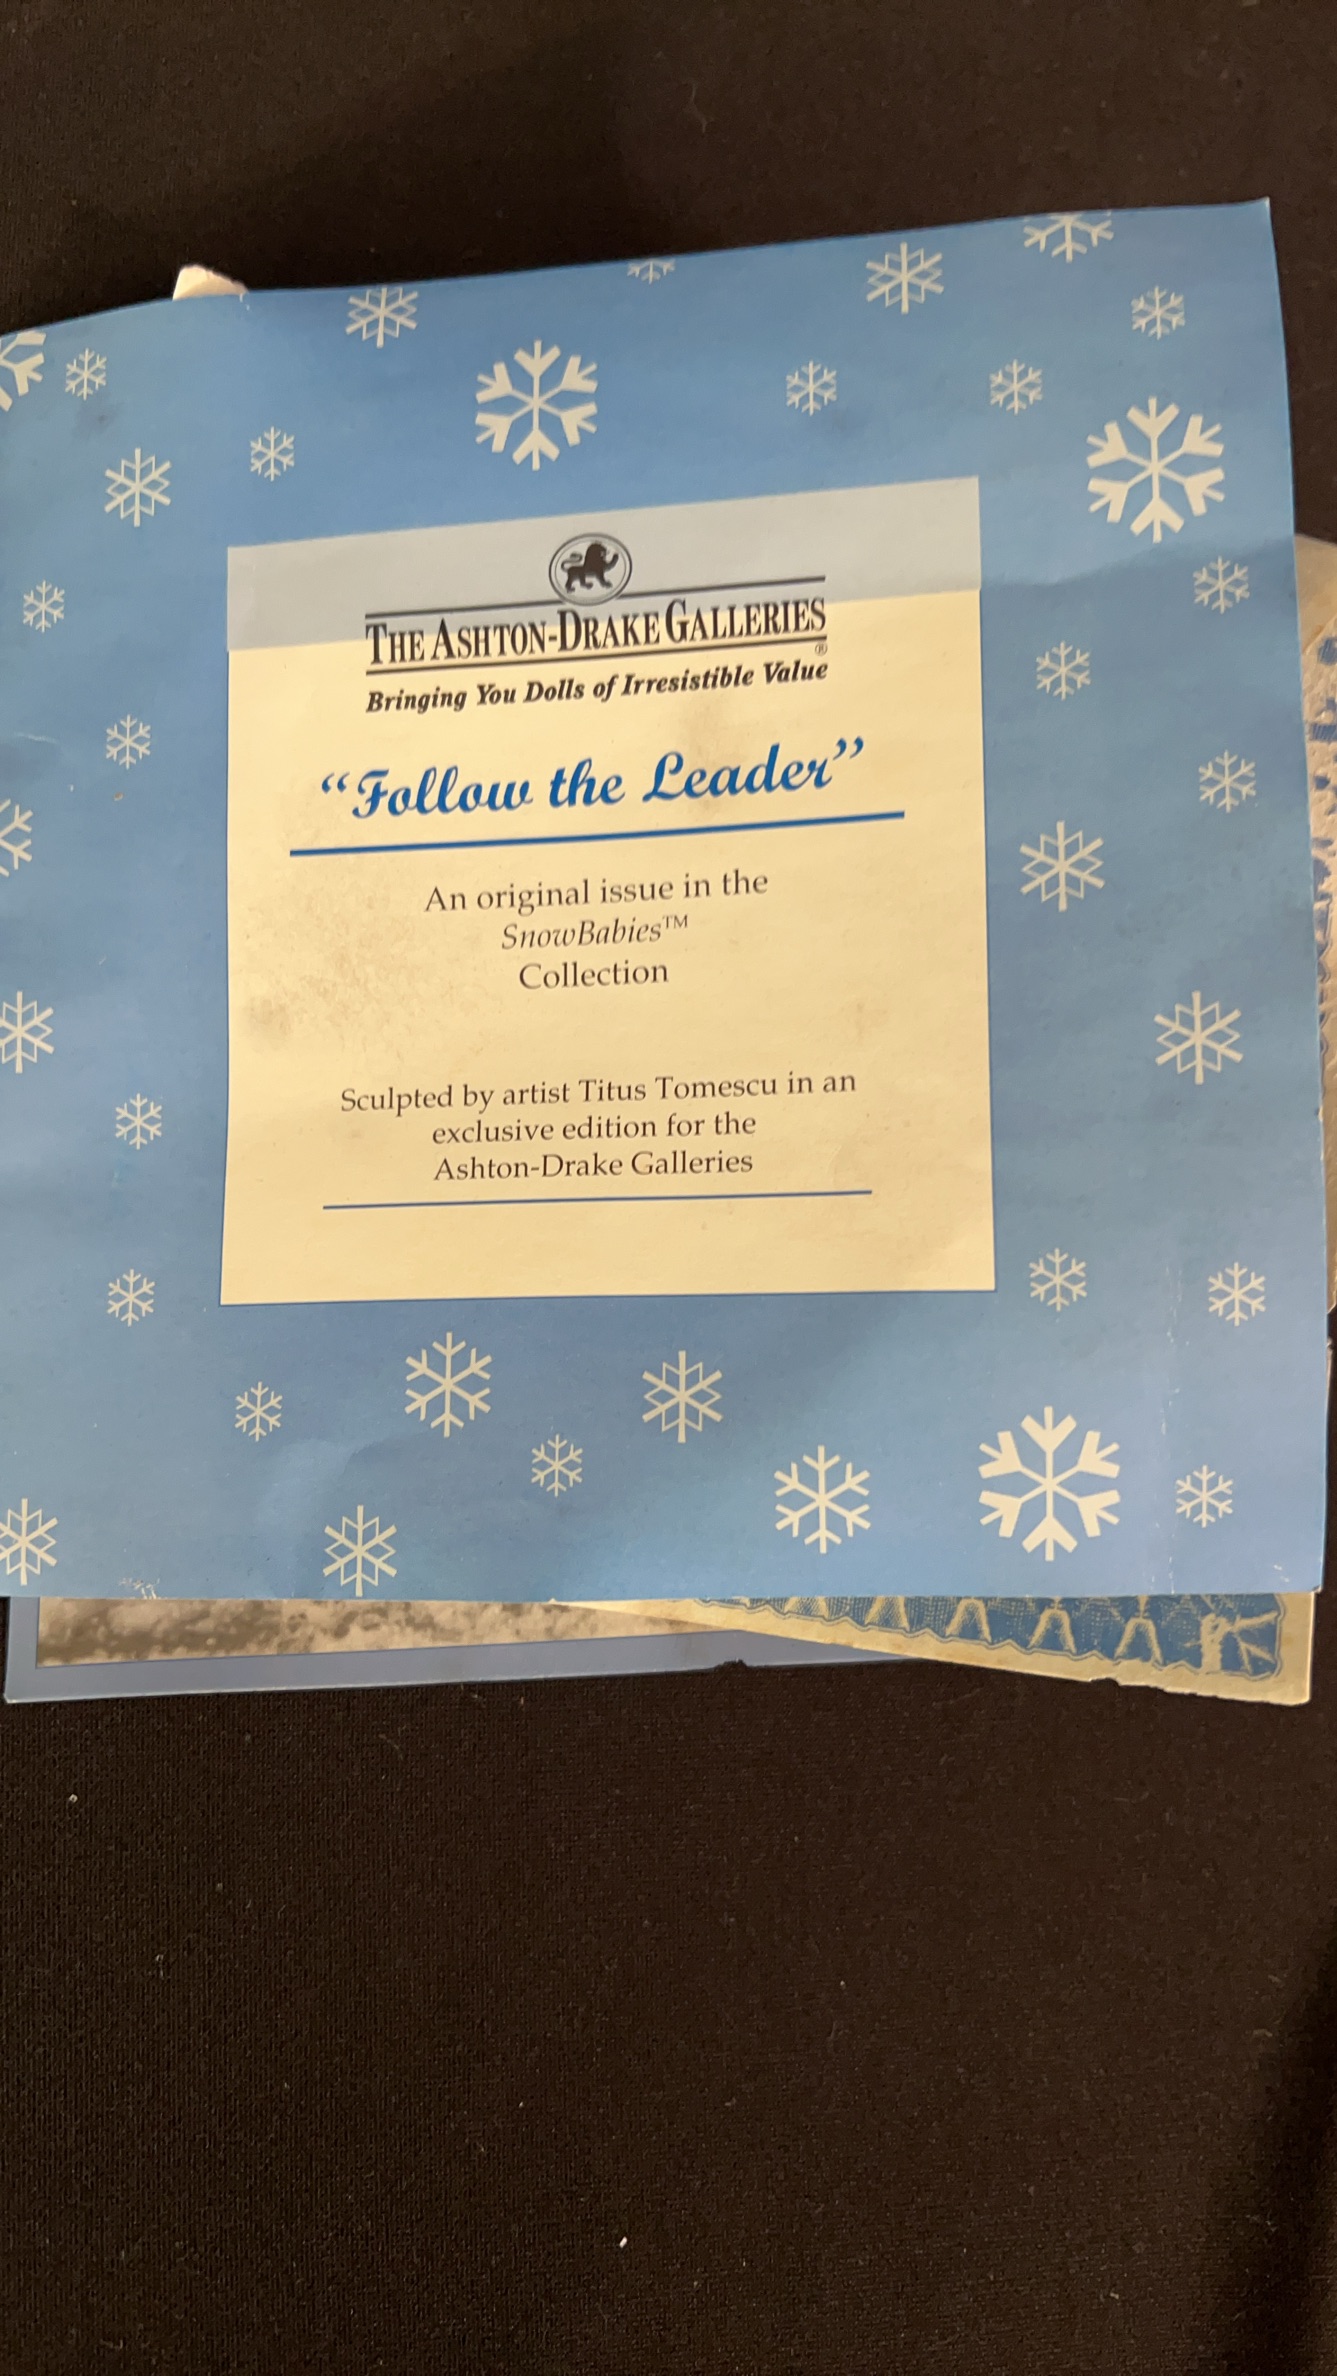 THE ASHTON-DRAKE GALLERIES®
Bringing You Dolls of Irresistible Value
“Follow the Leader”
An original issue in the
SnowBabies™
Collection
Sculpted by artist Titus Tomescu in an
exclusive edition for the
Ashton-Drake Galleries